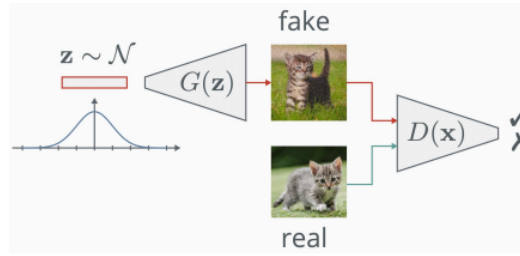 fake
z ∼ 𝒩
G(z)
D(x)
✓
✗
real